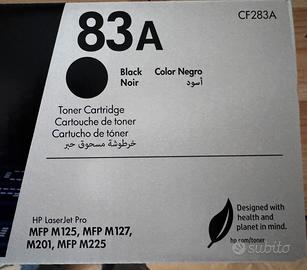 83A
CF283A
Black Color Negro
Noir أسود
Toner Cartridge
Cartouche de toner
Cartucho de tóner
خرطوشة مسحوق حبر
HP LaserJet Pro
MFP M125, MFP M127,
M201, MFP M225
Designed with
health and
planet in mind.
hp.com/toner
subito